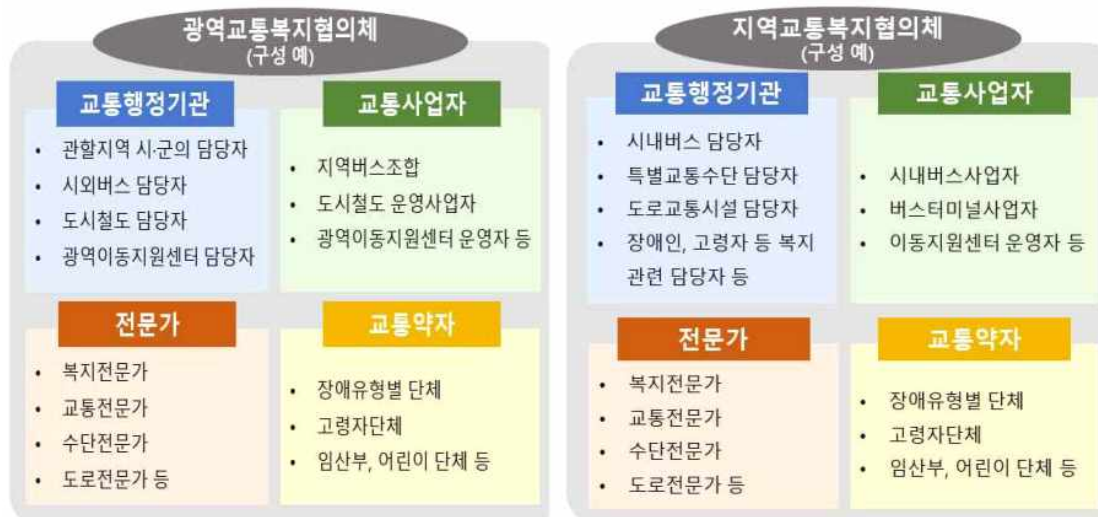 광역교통복지협의체
(구성 예)
교통행정기관
• 관할지역 시·군의 담당자
• 시외버스 담당자
• 도시철도 담당자
• 광역이동지원센터 담당자
교통사업자
• 지역버스조합
• 도시철도 운영사업자
• 광역이동지원센터 운영자 등
전문가
• 복지전문가
• 교통전문가
• 수단전문가
• 도로전문가 등
교통약자
• 장애유형별 단체
• 고령자단체
• 임산부, 어린이 단체 등
지역교통복지협의체
(구성 예)
교통행정기관
• 시내버스 담당자
• 특별교통수단 담당자
• 도로교통시설 담당자
• 장애인, 고령자 등 복지
관련 담당자 등
교통사업자
• 시내버스사업자
• 버스터미널사업자
• 이동지원센터 운영자 등
전문가
• 복지전문가
• 교통전문가
• 수단전문가
• 도로전문가 등
교통약자
• 장애유형별 단체
• 고령자단체
• 임산부, 어린이 단체 등